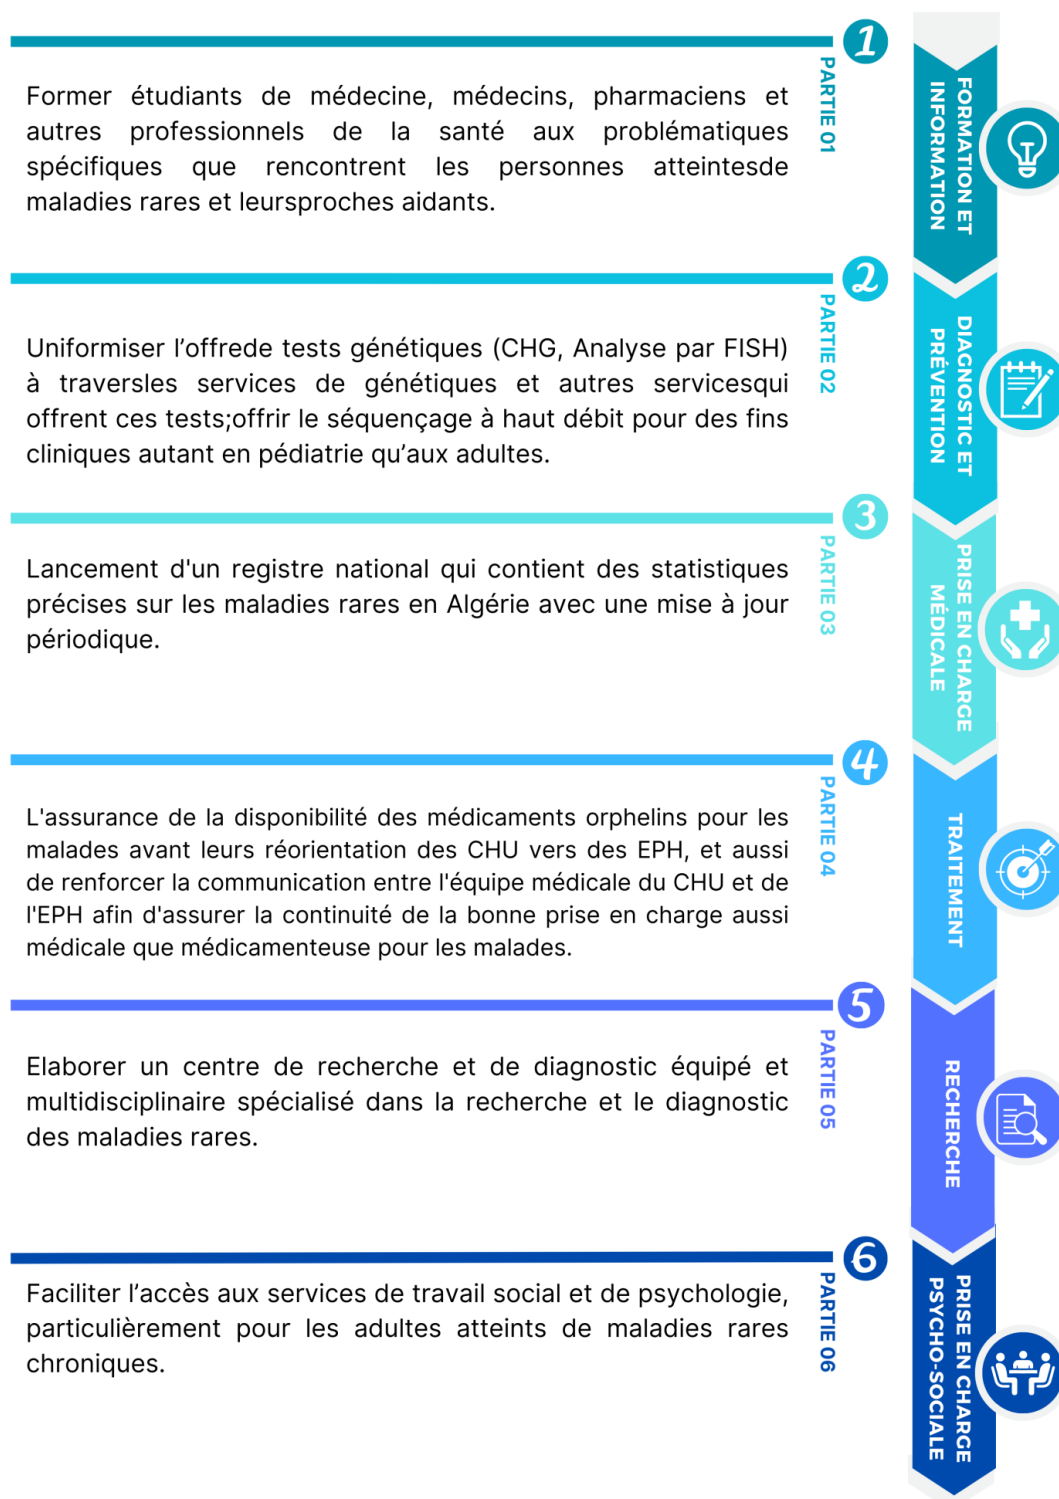 1
PARTIE 01
FORMATION ET
INFORMATION
Former étudiants de médecine, médecins, pharmaciens et
autres professionnels de la santé aux problématiques
spécifiques que rencontrent les personnes atteintesde
maladies rares et leursproches aidants.
2
PARTIE 02
DIAGNOSTIC ET
PRÉVENTION
Uniformiser l’offrede tests génétiques (CHG, Analyse par FISH)
à traversles services de génétiques et autres servicesqui
offrent ces tests;offrir le séquençage à haut débit pour des fins
cliniques autant en pédiatrie qu’aux adultes.
3
PARTIE 03
PRISE EN CHARGE
MÉDICALE
Lancement d'un registre national qui contient des statistiques
précises sur les maladies rares en Algérie avec une mise à jour
périodique.
4
PARTIE 04
TRAITEMENT
L'assurance de la disponibilité des médicaments orphelins pour les
malades avant leurs réorientation des CHU vers des EPH, et aussi
de renforcer la communication entre l'équipe médicale du CHU et de
l'EPH afin d'assurer la continuité de la bonne prise en charge aussi
médicale que médicamenteuse pour les malades.
5
PARTIE 05
RECHERCHE
Elaborer un centre de recherche et de diagnostic équipé et
multidisciplinaire spécialisé dans la recherche et le diagnostic
des maladies rares.
6
PARTIE 06
PRISE EN CHARGE
PSYCHO-SOCIALE
Faciliter l’accès aux services de travail social et de psychologie,
particulièrement pour les adultes atteints de maladies rares
chroniques.